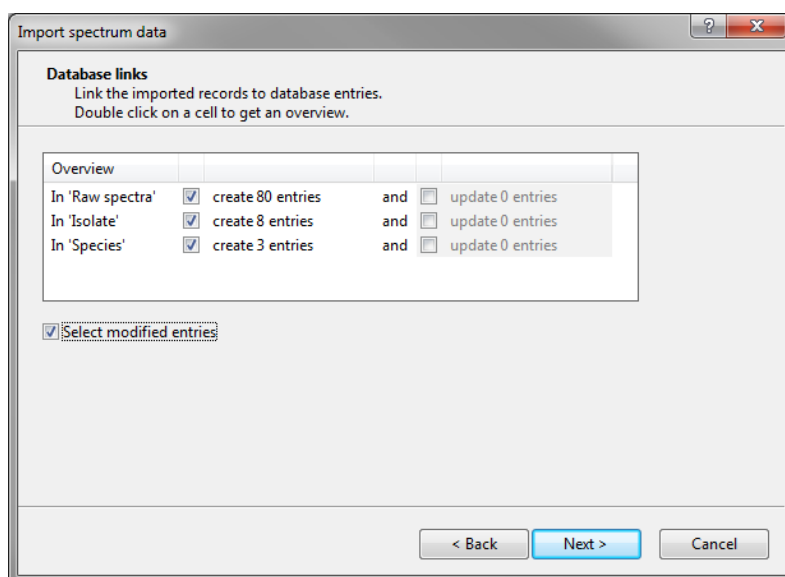 Import spectrum data
?
X
Database links
Link the imported records to database entries.
Double click on a cell to get an overview.
Overview
In 'Raw spectra' create 80 entries and update 0 entries
In 'Isolate' create 8 entries and update 0 entries
In 'Species' create 3 entries and update 0 entries
Select modified entries
< Back Next > Cancel